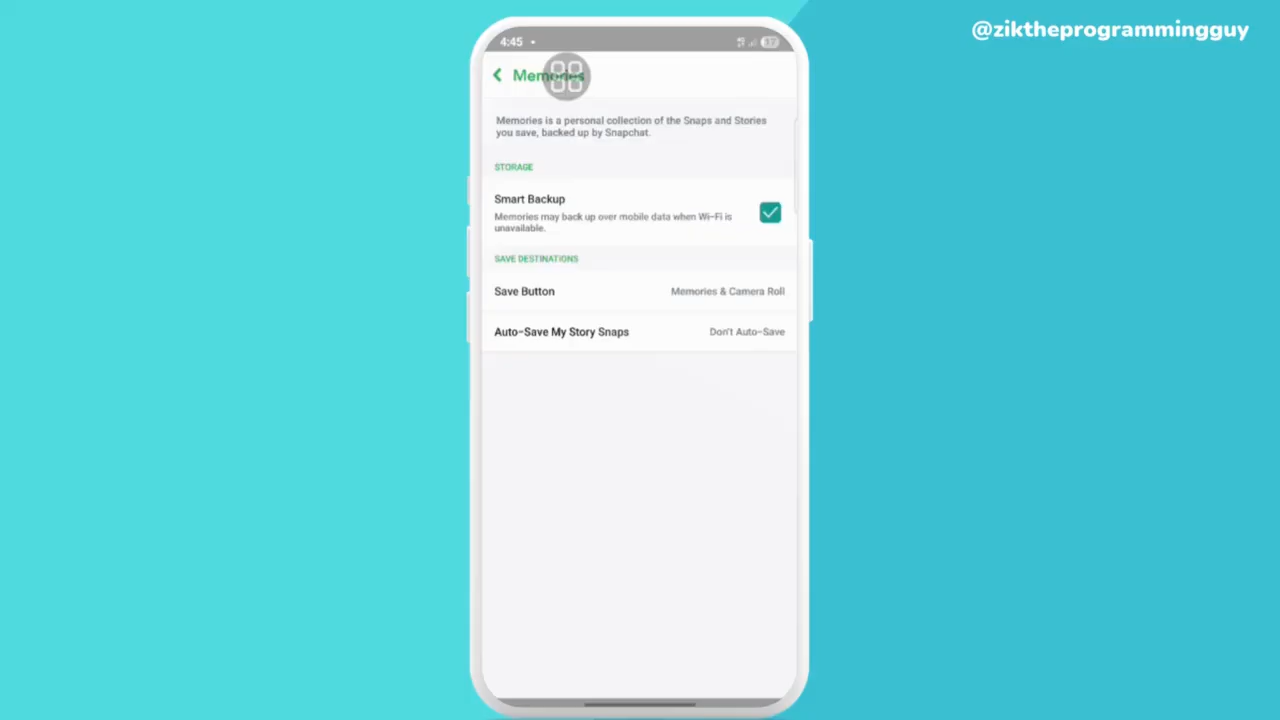 @ziktheprogrammingguy
4:45
37
Memories
Memories is a personal collection of the Snaps and Stories
you save, backed up by Snapchat.
STORAGE
Smart Backup
Memories may back up over mobile data when Wi-Fi is
unavailable.
SAVE DESTINATIONS
Save Button
Memories & Camera Roll
Auto-Save My Story Snaps
Don't Auto-Save